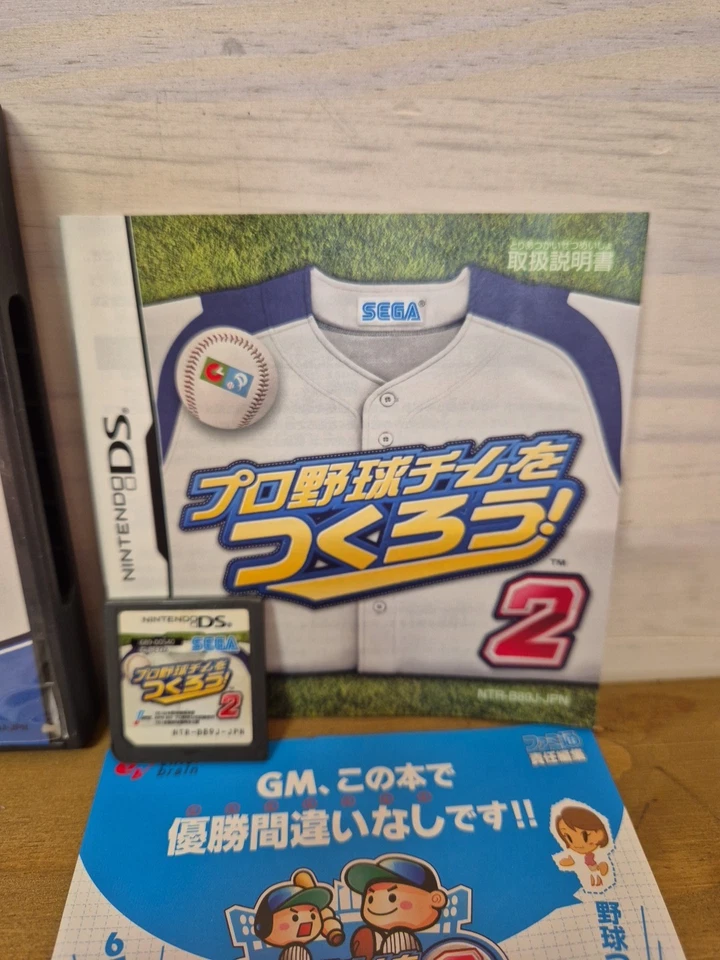 とりあつかいせつめいしょ
取扱説明書
SEGA®
NINTENDO DS®
プロ野球チームを
つくろう!
™
2
NTR-B89J-JPN
NINTENDO DS™
SEGA
プロ野球チームを
つくろう!
2
NTR-B89J-JPN
brain
ファミ通
責任編集
GM、この本で
優勝間違いなしです!!
野球つ
6